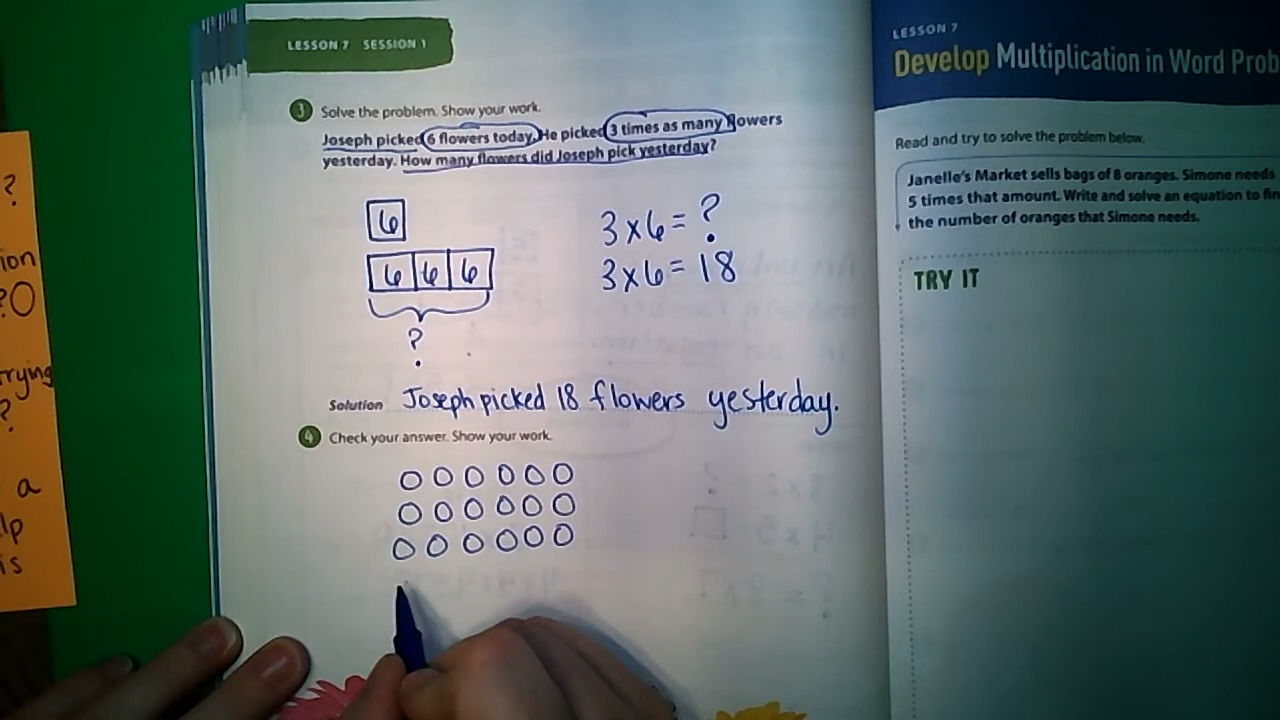 ?
ion
?O
rying
?
a
lp
is
LESSON 7 SESSION 1
3 Solve the problem. Show your work.
Joseph picked 6 flowers today. He picked 3 times as many flowers
yesterday. How many flowers did Joseph pick yesterday?
6
6 6 6
?
3 x 6 = ?
3 x 6 = 18
Solution Joseph picked 18 flowers yesterday.
4 Check your answer. Show your work.
LESSON 7
Develop Multiplication in Word Prob
Read and try to solve the problem below.
Janelle's Market sells bags of 8 oranges. Simone needs
5 times that amount. Write and solve an equation to fin
the number of oranges that Simone needs.
TRY IT